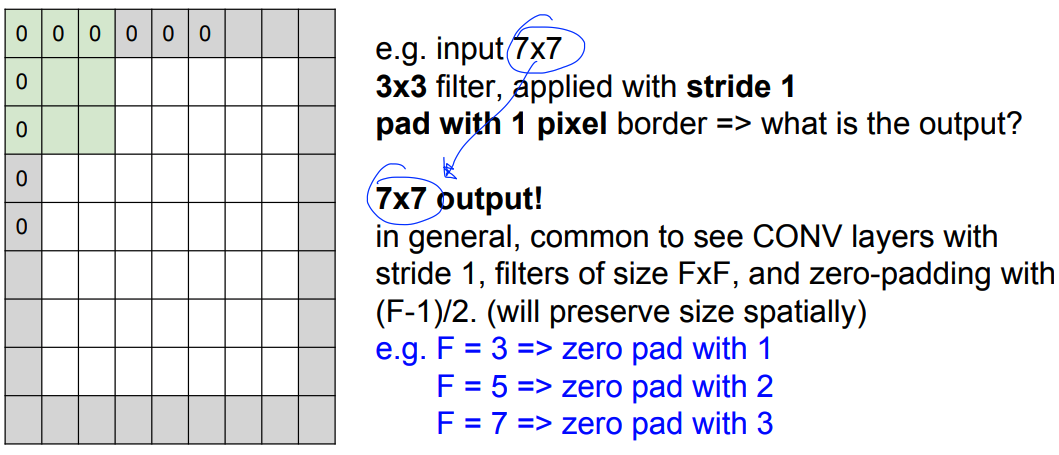 0 0 0 0 0 0
0
0
0
0
e.g. input 7x7
3x3 filter, applied with stride 1
pad with 1 pixel border => what is the output?
7x7 output!
in general, common to see CONV layers with
stride 1, filters of size FxF, and zero-padding with
(F-1)/2. (will preserve size spatially)
e.g. F = 3 => zero pad with 1
F = 5 => zero pad with 2
F = 7 => zero pad with 3